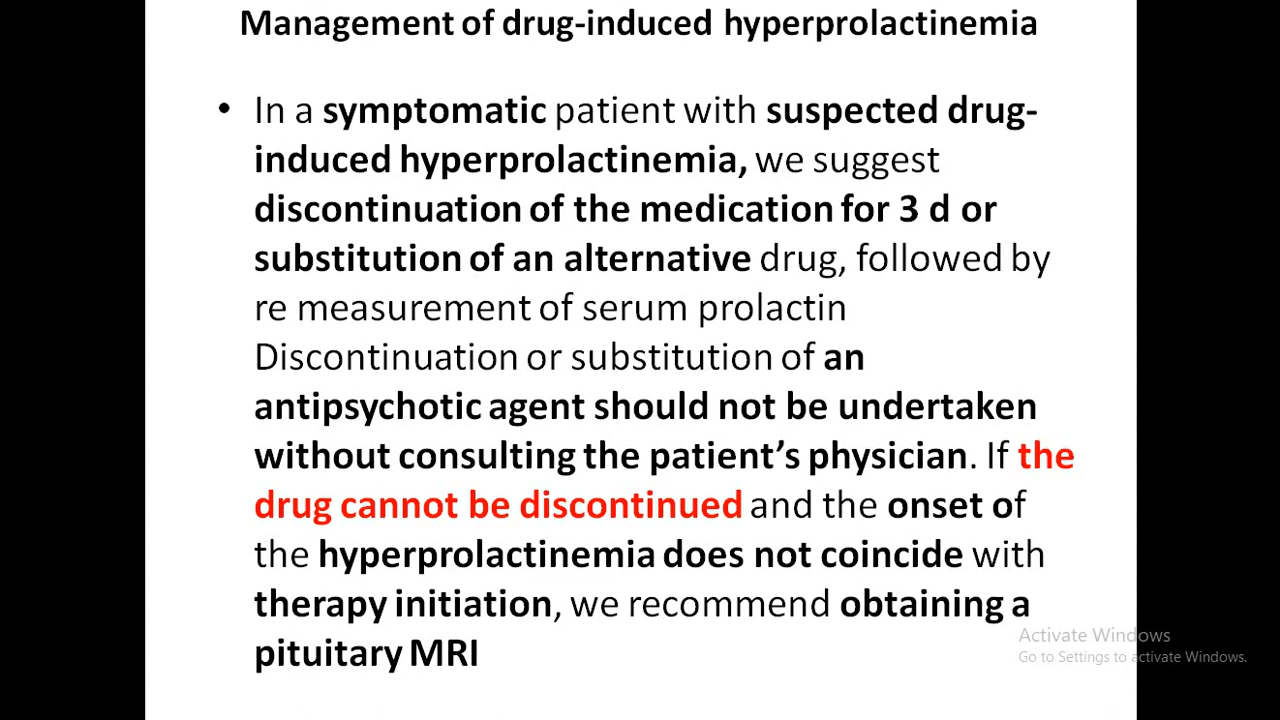 Management of drug-induced hyperprolactinemia
• In a symptomatic patient with suspected drug-
induced hyperprolactinemia, we suggest
discontinuation of the medication for 3 d or
substitution of an alternative drug, followed by
re measurement of serum prolactin
Discontinuation or substitution of an
antipsychotic agent should not be undertaken
without consulting the patient’s physician. If the
drug cannot be discontinued and the onset of
the hyperprolactinemia does not coincide with
therapy initiation, we recommend obtaining a
pituitary MRI
Activate Windows
Go to Settings to activate Windows.